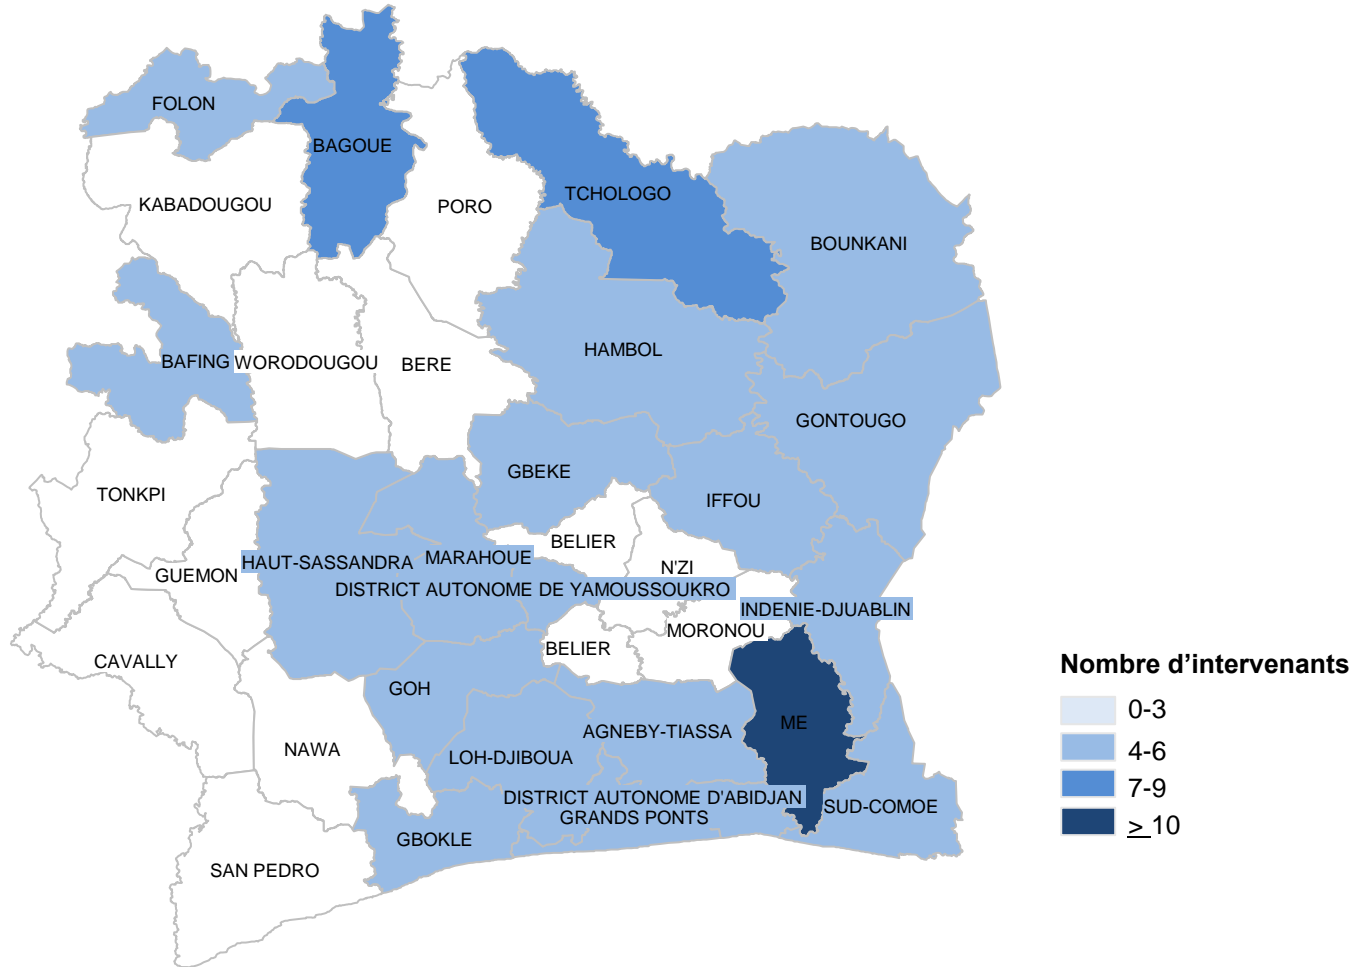 FOLON
BAGOUE
KABADOUGOU
PORO
TCHOLOGO
BOUNKANI
BAFING
WORODOUGOU
BERE
HAMBOL
GONTOUGO
GBEKE
IFFOU
TONKPI
BELIER
HAUT-SASSANDRA
MARAHOUE
N'ZI
GUEMON
DISTRICT AUTONOME DE YAMOUSSOUKRO
INDENIE-DJUABLIN
MORONOU
BELIER
CAVALLY
GOH
ME
AGNEBY-TIASSA
NAWA
LOH-DJIBOUA
DISTRICT AUTONOME D'ABIDJAN
GRANDS PONTS
SUD-COMOE
GBOKLE
SAN PEDRO
Nombre d’intervenants
0-3
4-6
7-9
> 10